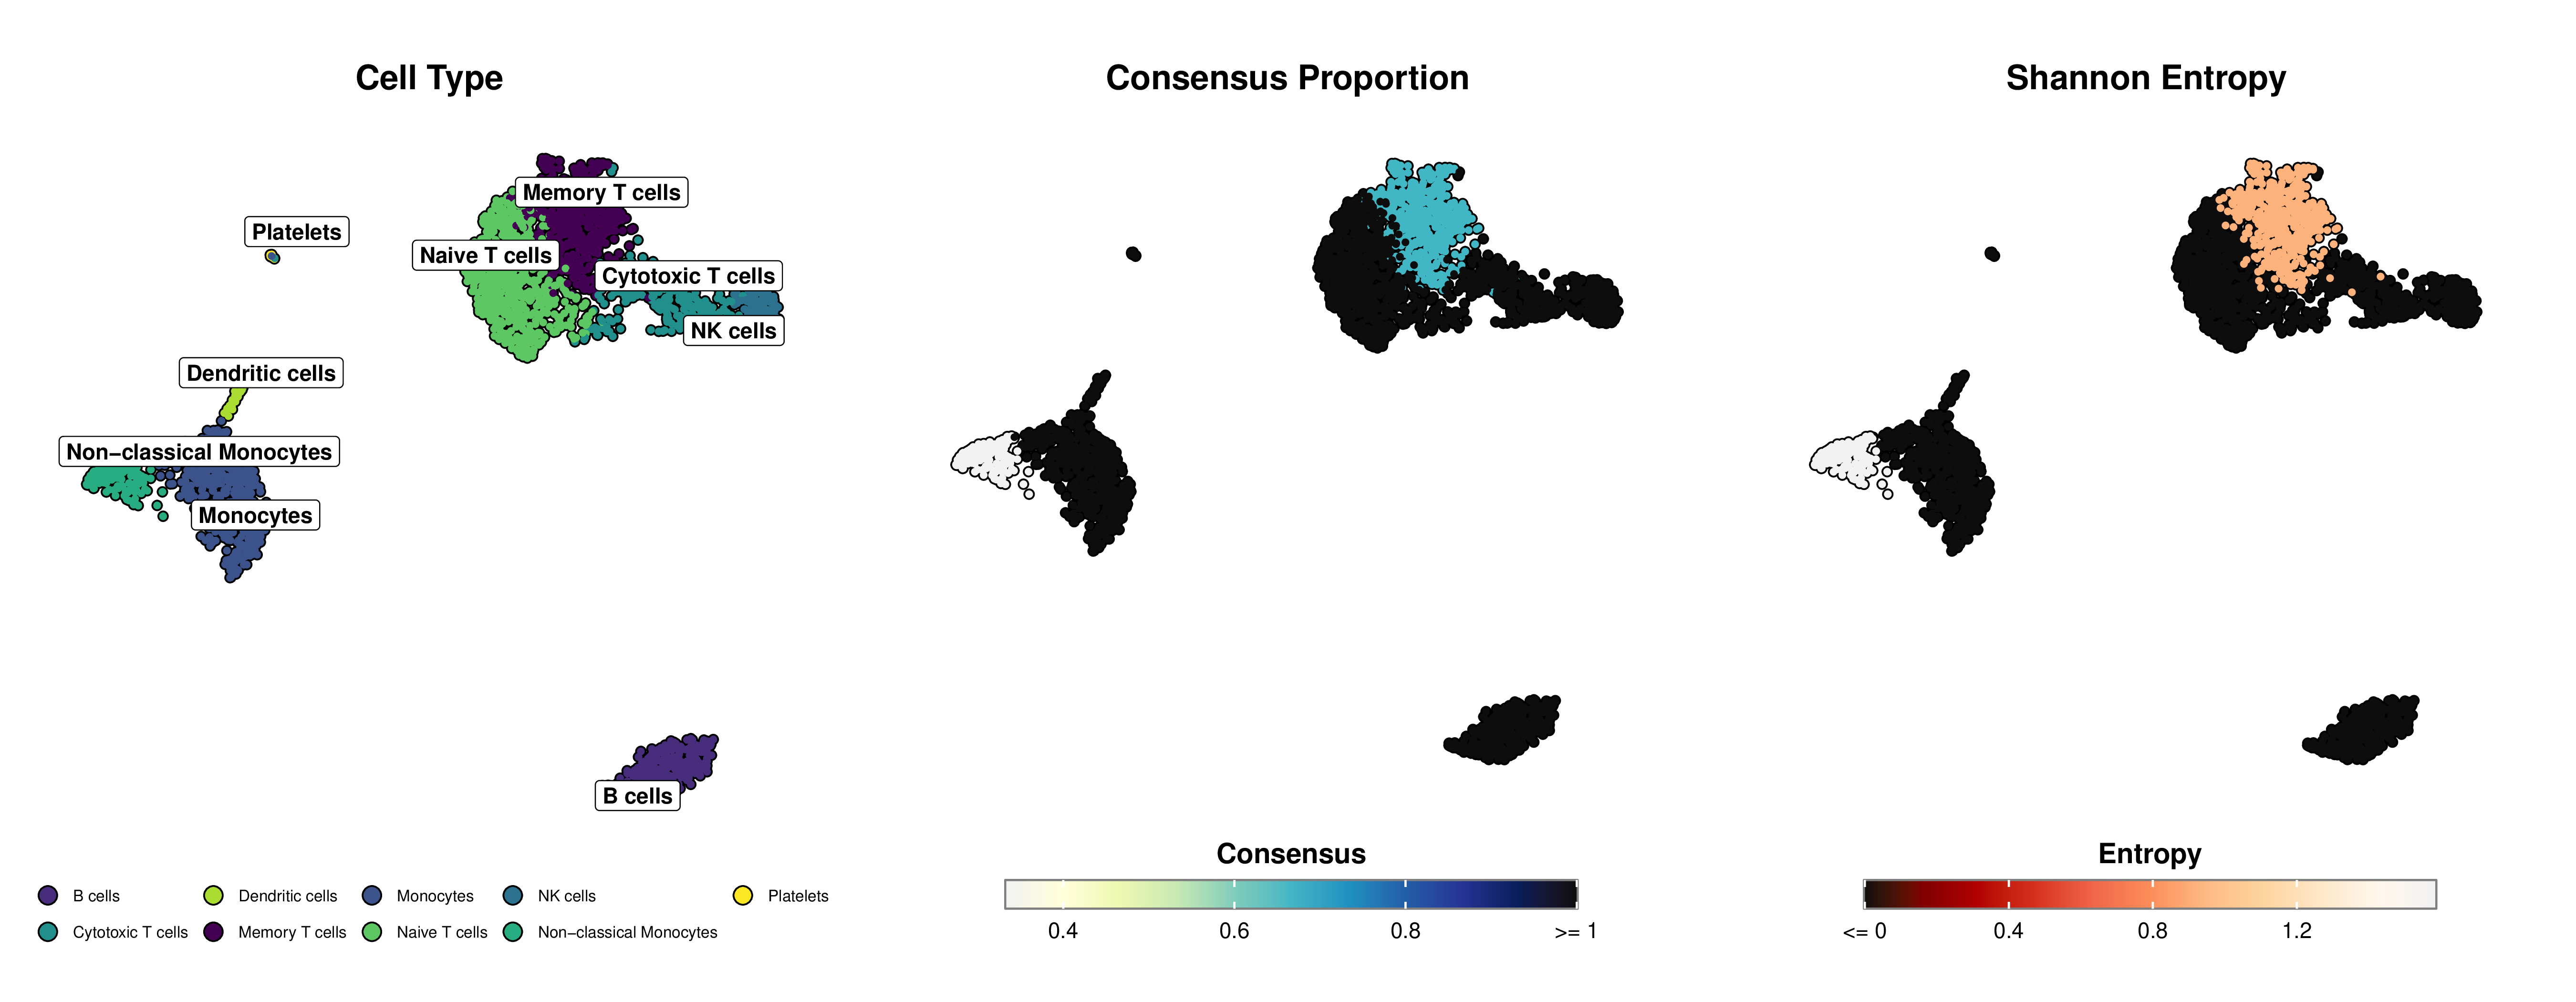 Cell Type
Consensus Proportion
Shannon Entropy
Memory T cells
Platelets
Naive T cells
Cytotoxic T cells
NK cells
Dendritic cells
Non−classical Monocytes
Monocytes
B cells
Consensus
Entropy
B cells
Dendritic cells
Monocytes
NK cells
Platelets
Cytotoxic T cells
Memory T cells
Naive T cells
Non−classical Monocytes
0.4 0.6 0.8 >= 1
<= 0 0.4 0.8 1.2